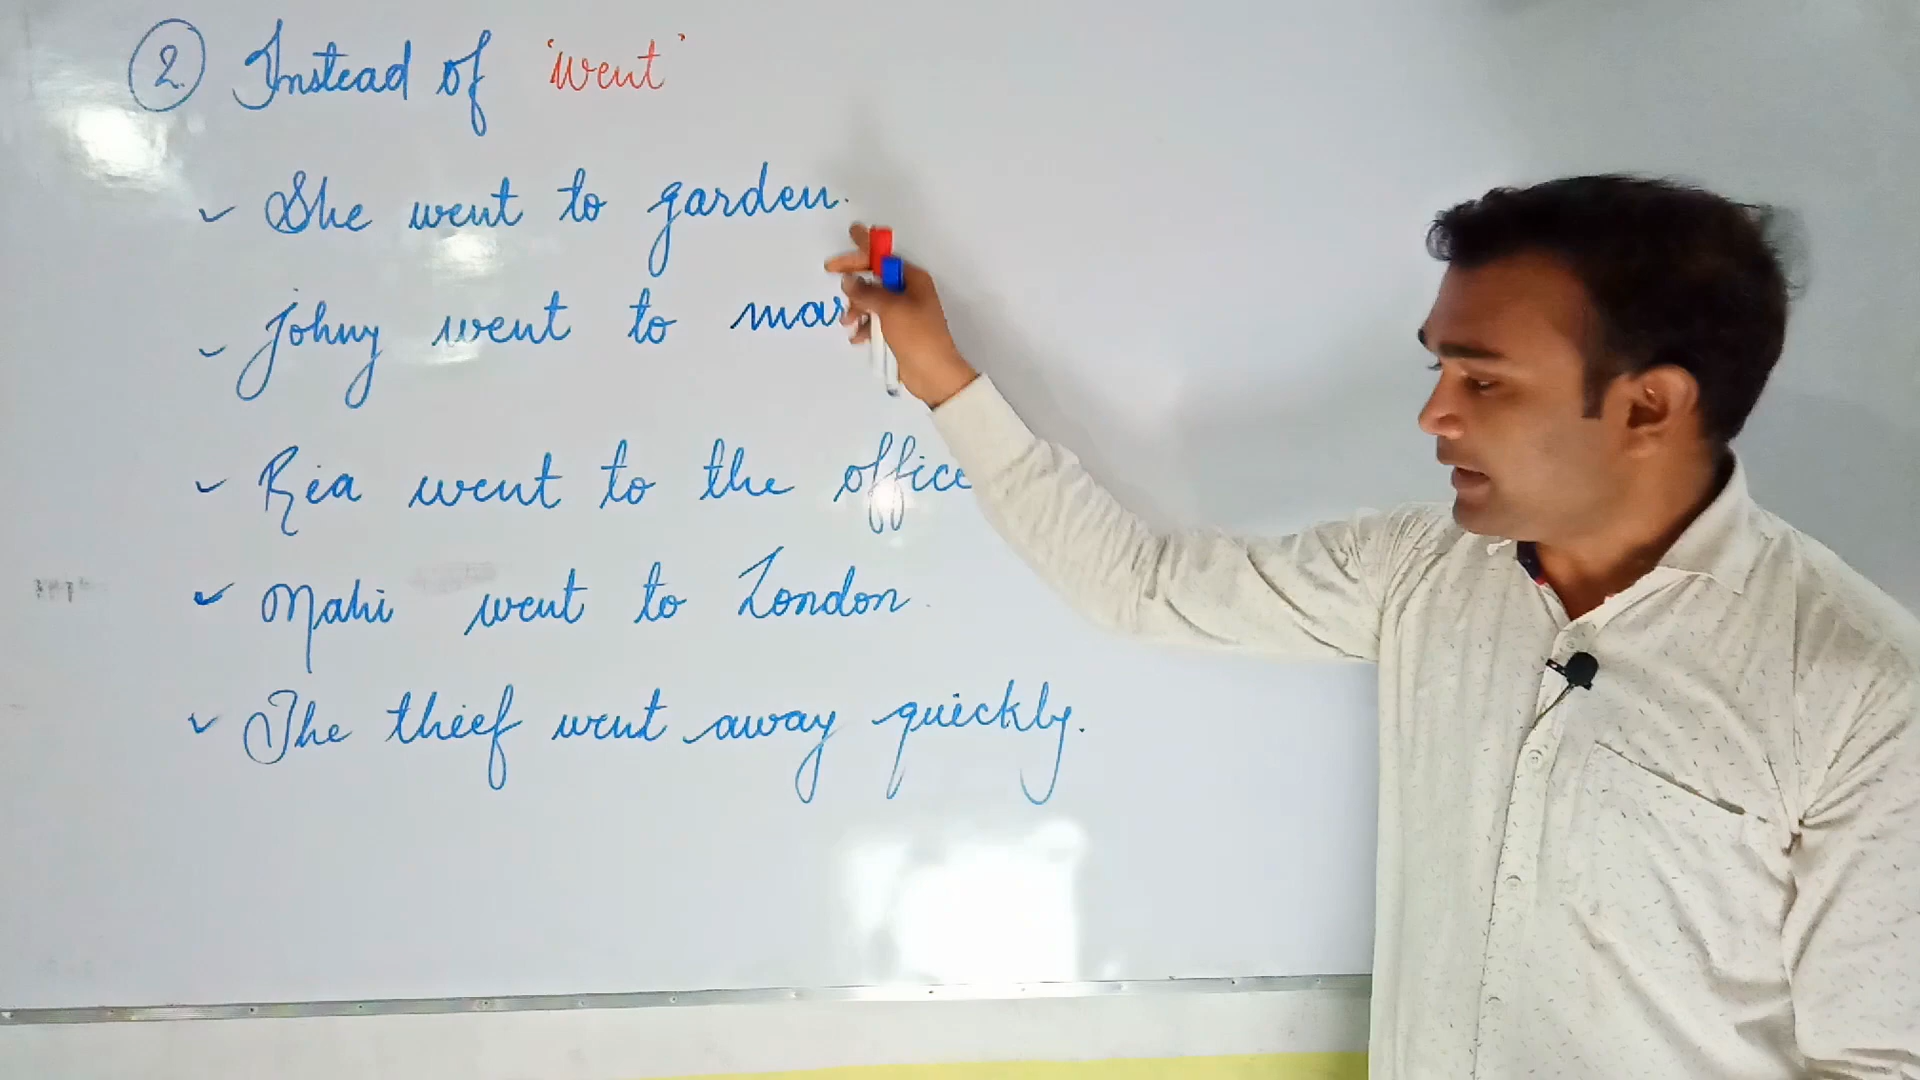 2. Instead of 'went'
She went to garden.
Johny went to
Ria went to the office
Mahi went to London.
The thief went away quickly.